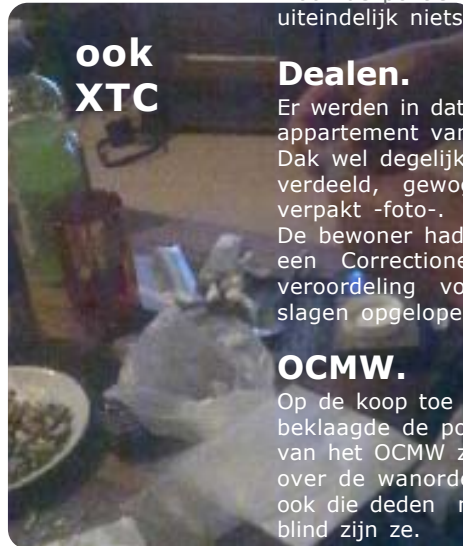 ook
XTC
uiteindelijk niets
Dealen.
Er werden in dat
appartement van
Dak wel degelijk
verdeeld, gewoo
verpakt -foto-.
De bewoner had
een Correctione
veroordeling vo
slagen opgelope
OCMW.
Op de koop toe
beklaagde de po
van het OCMW z
over de wanorde
ook die deden
blind zijn ze.